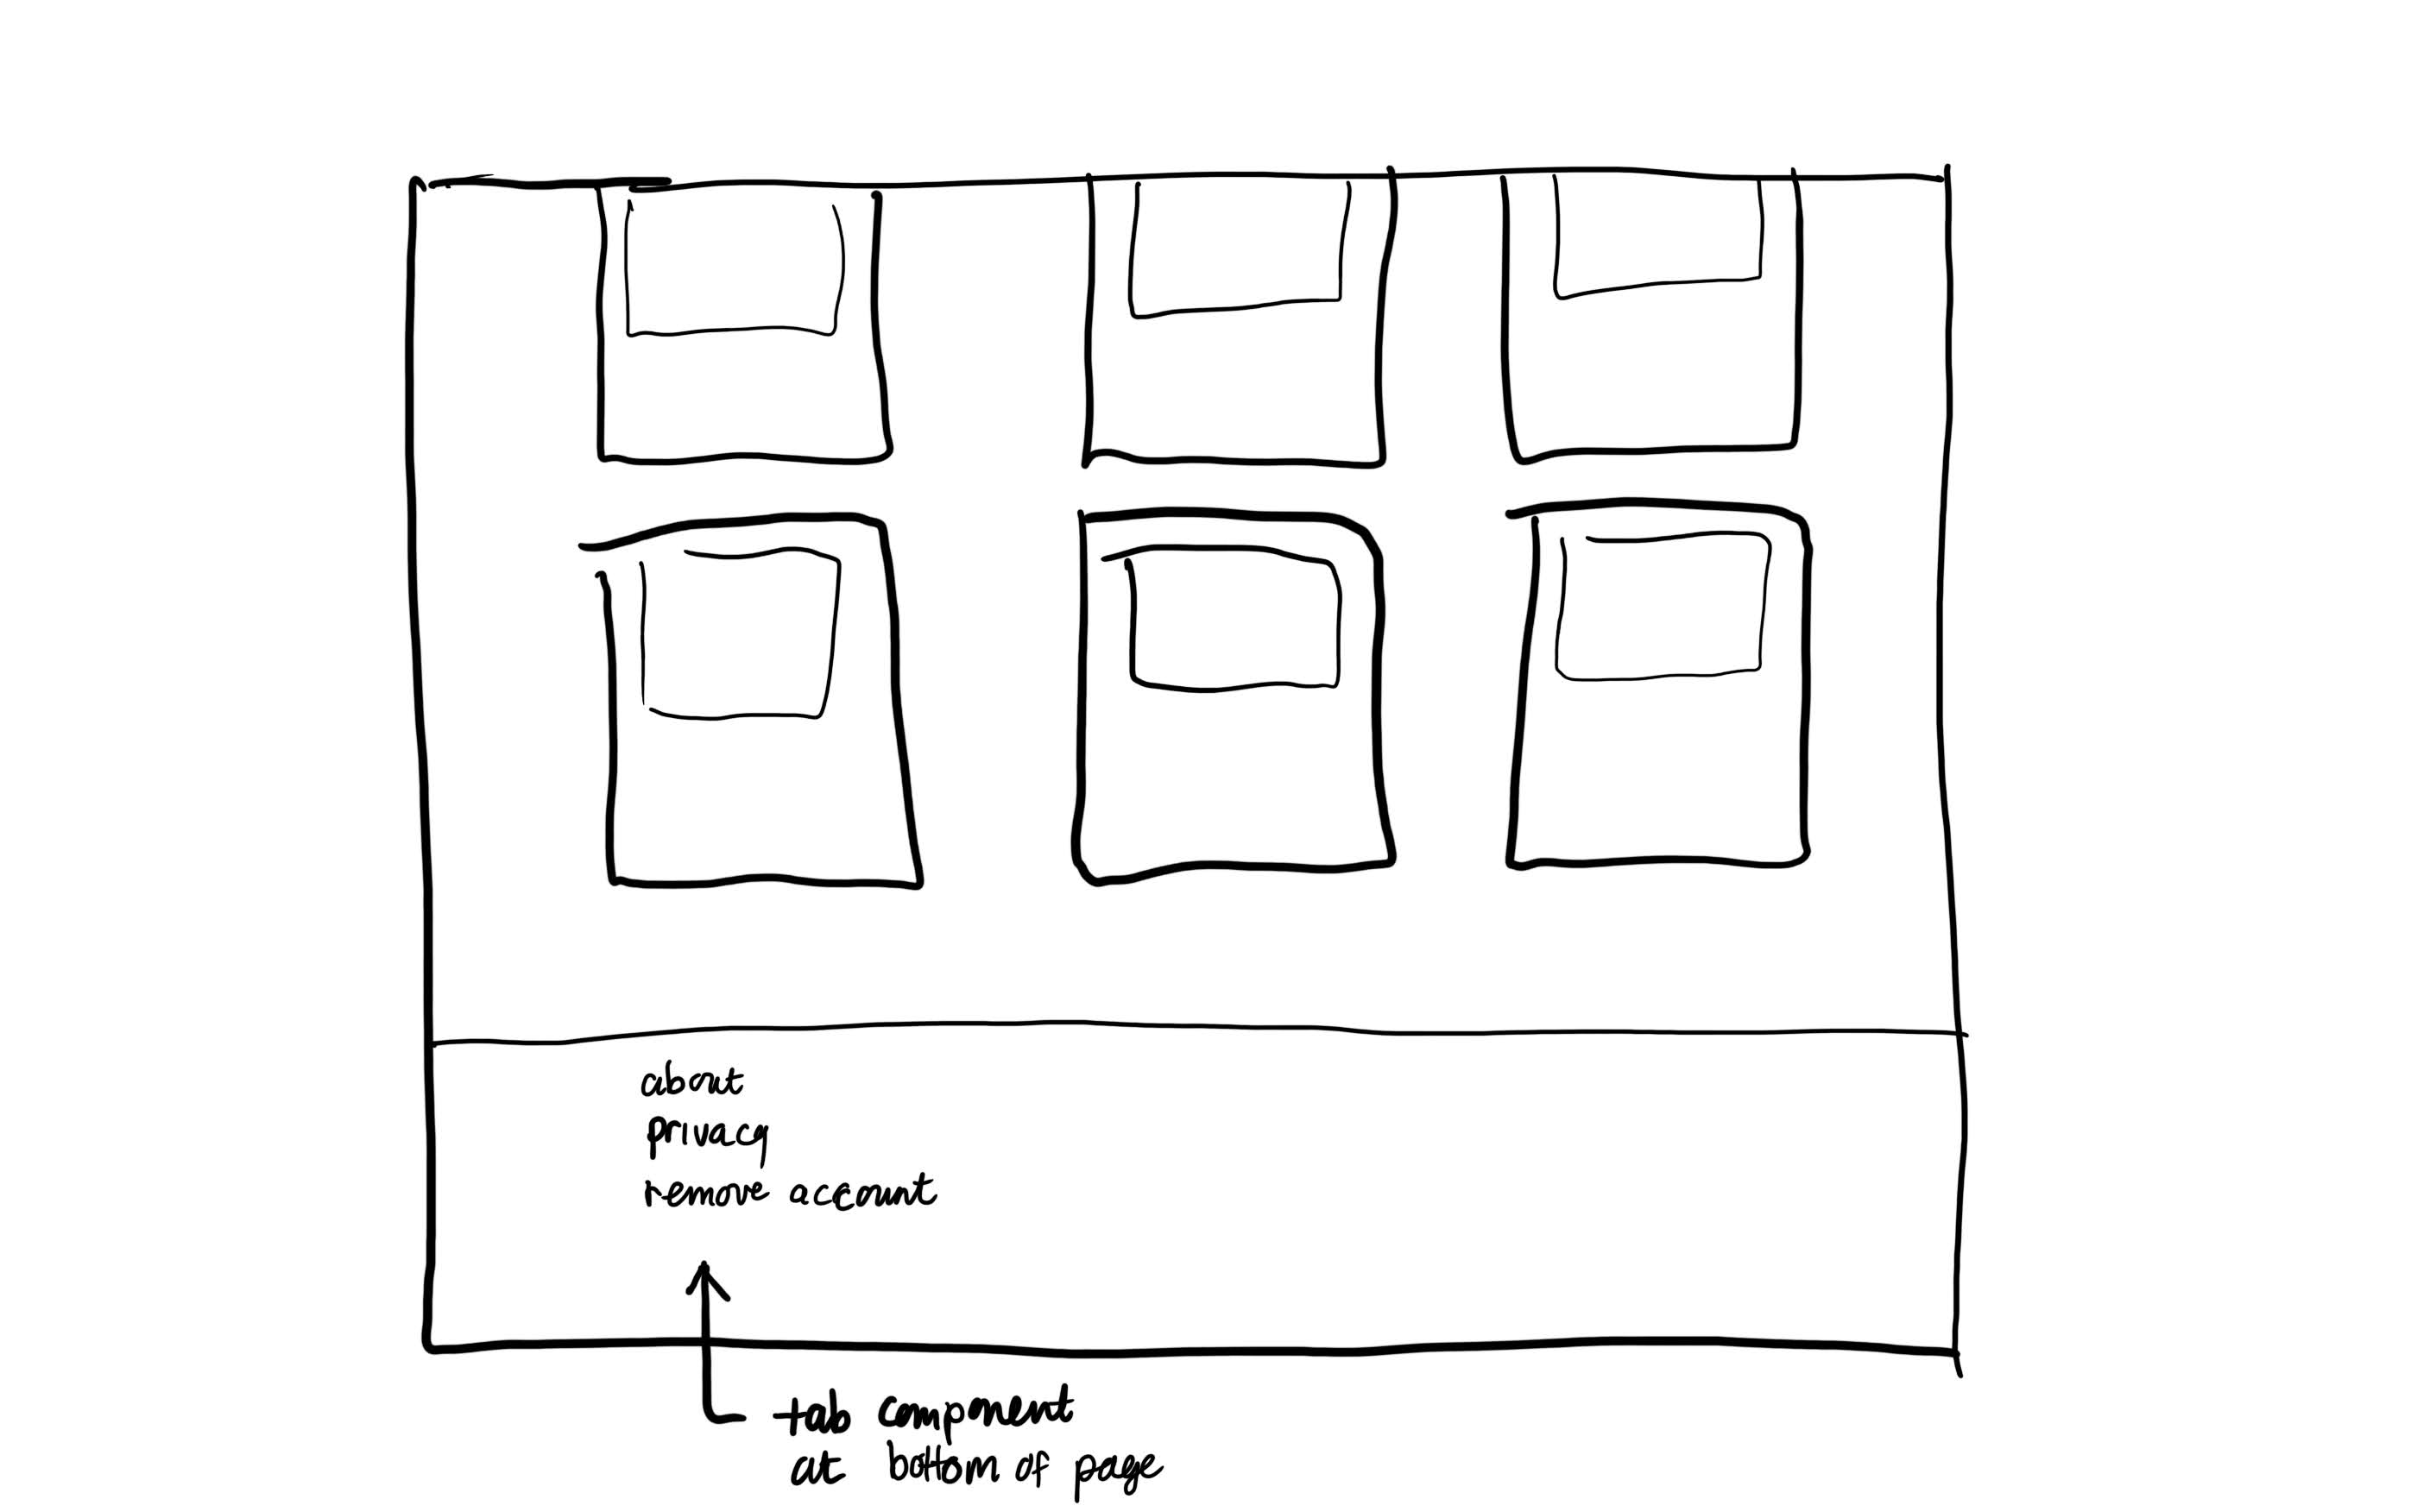 about
privacy
remove account
tab component
at bottom of page